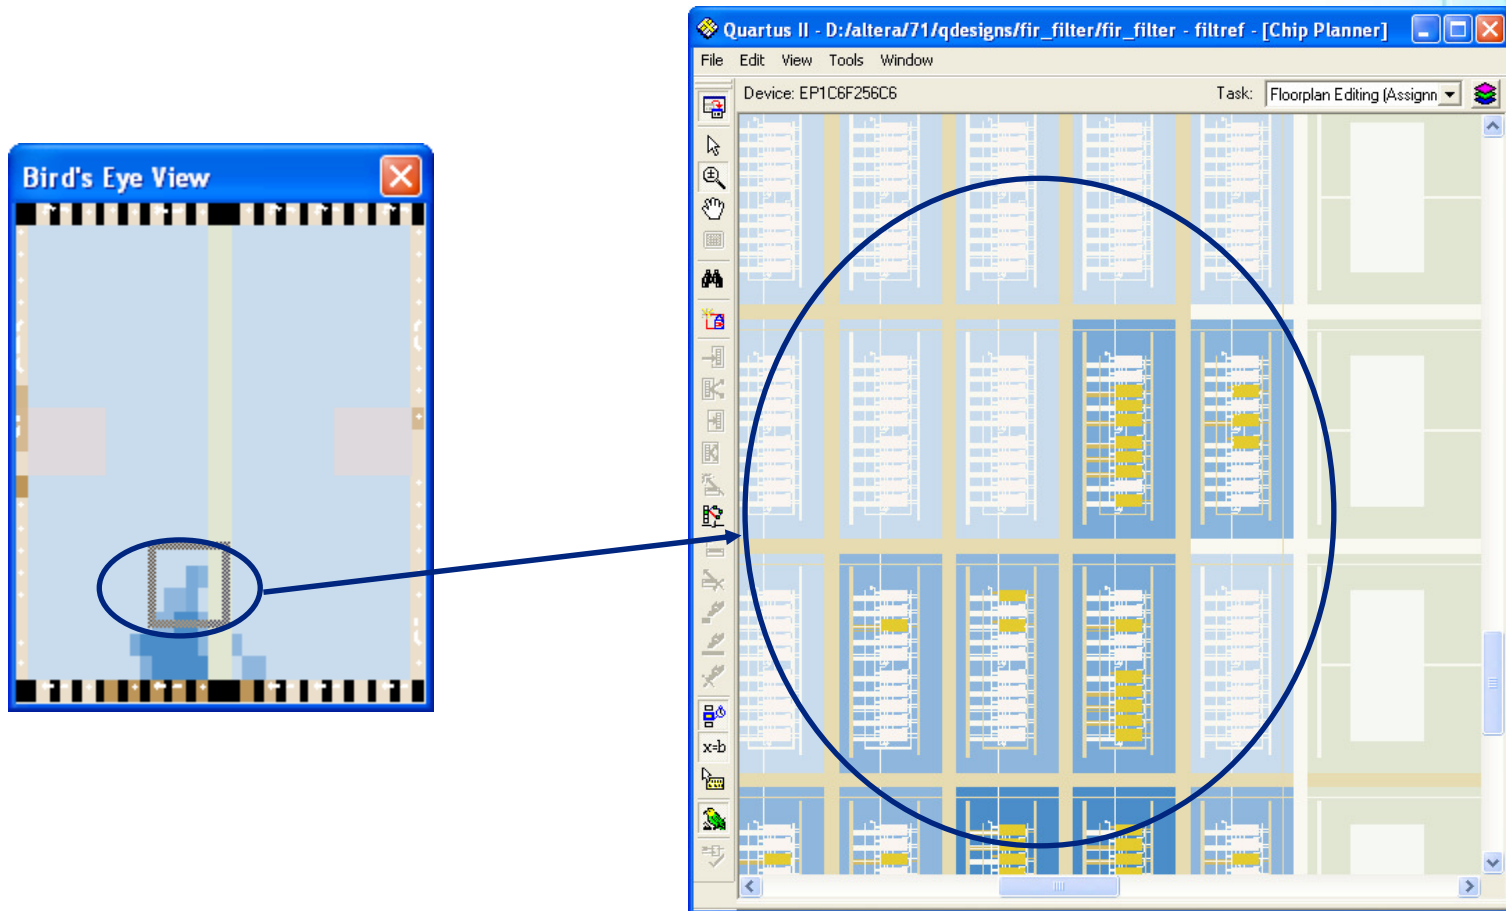 Bird's Eye View
Quartus II - D:/altera/71/qdesigns/fir_filter/fir_filter - filtref - [Chip Planner]
File Edit View Tools Window
Device: EP1C6F256C6
Task: Floorplan Editing (Assignn
x=b